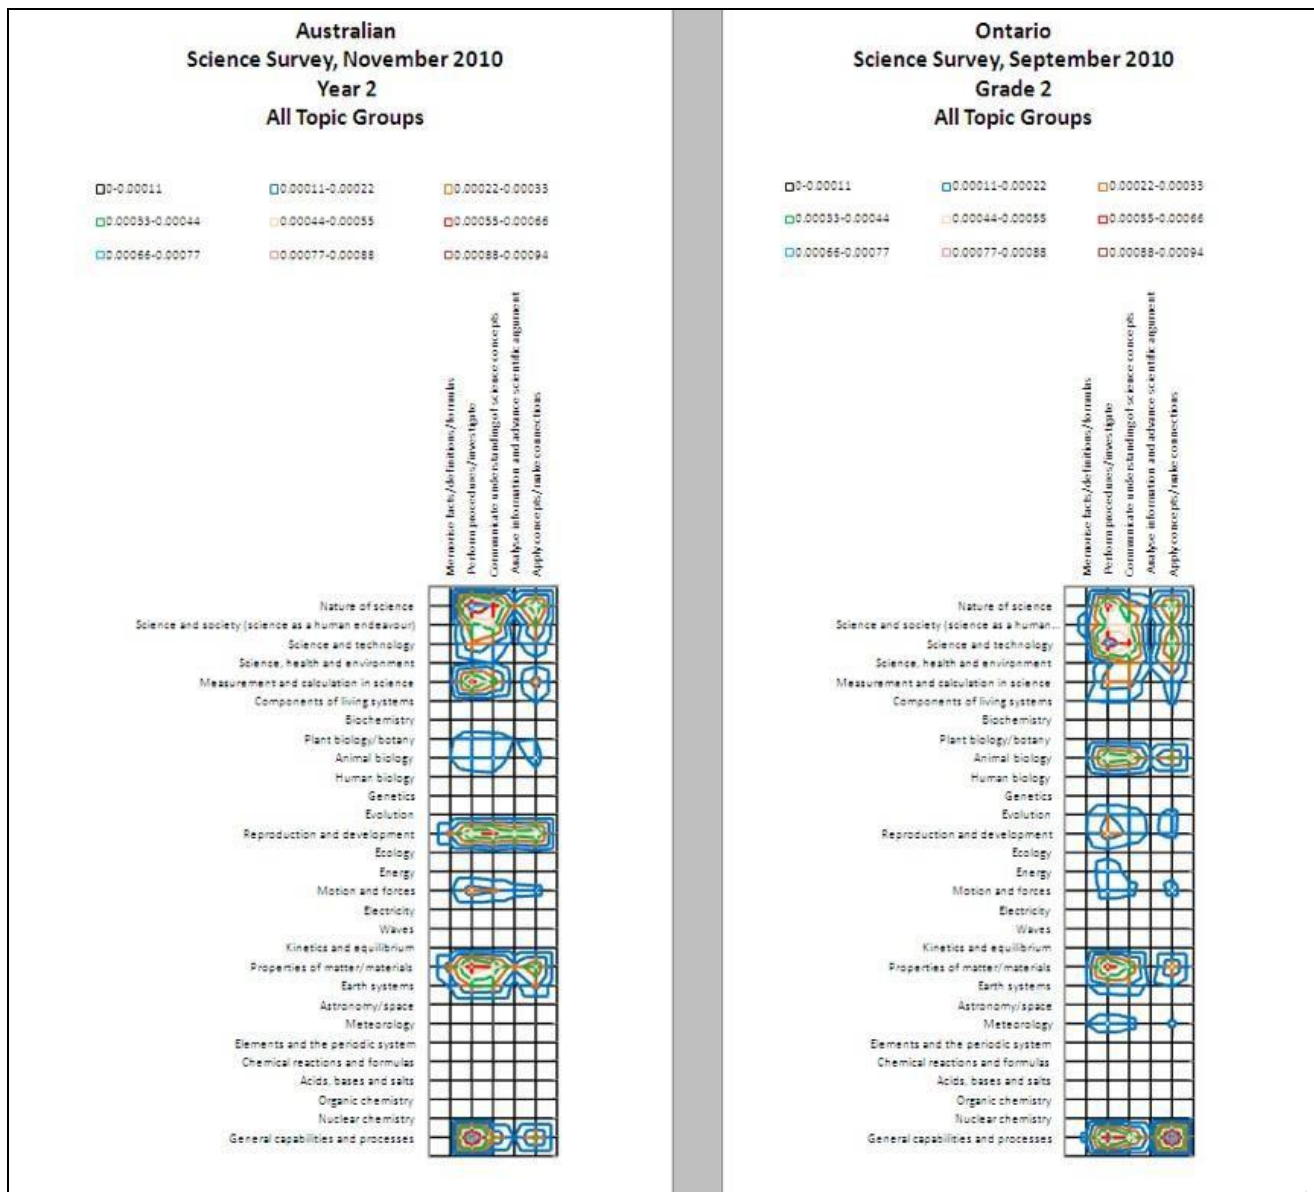 Australian
Science Survey, November 2010
Year 2
All Topic Groups
0-0.00011
0.00011-0.00022
0.00022-0.00033
0.00033-0.00044
0.00044-0.00055
0.00055-0.00066
0.00066-0.00077
0.00077-0.00088
0.00088-0.00094
Memorise facts/definitions/formulas
Perform procedures/investigate
Communicate understanding of science concepts
Analyse information and advance scientific argument
Apply concepts/make connections
Nature of science
Science and society (science as a human endeavour)
Science and technology
Science, health and environment
Measurement and calculation in science
Components of living systems
Biochemistry
Plant biology/botany
Animal biology
Human biology
Genetics
Evolution
Reproduction and development
Ecology
Energy
Motion and forces
Electricity
Waves
Kinetics and equilibrium
Properties of matter/materials
Earth systems
Astronomy/space
Meteorology
Elements and the periodic system
Chemical reactions and formulas
Acids, bases and salts
Organic chemistry
Nuclear chemistry
General capabilities and processes
Ontario
Science Survey, September 2010
Grade 2
All Topic Groups
0-0.00011
0.00011-0.00022
0.00022-0.00033
0.00033-0.00044
0.00044-0.00055
0.00055-0.00066
0.00066-0.00077
0.00077-0.00088
0.00088-0.00094
Memorise facts/definitions/formulas
Perform procedures/investigate
Communicate understanding of science concepts
Analyse information and advance scientific argument
Apply concepts/make connections
Nature of science
Science and society (science as a human...
Science and technology
Science, health and environment
Measurement and calculation in science
Components of living systems
Biochemistry
Plant biology/botany
Animal biology
Human biology
Genetics
Evolution
Reproduction and development
Ecology
Energy
Motion and forces
Electricity
Waves
Kinetics and equilibrium
Properties of matter/materials
Earth systems
Astronomy/space
Meteorology
Elements and the periodic system
Chemical reactions and formulas
Acids, bases and salts
Organic chemistry
Nuclear chemistry
General capabilities and processes